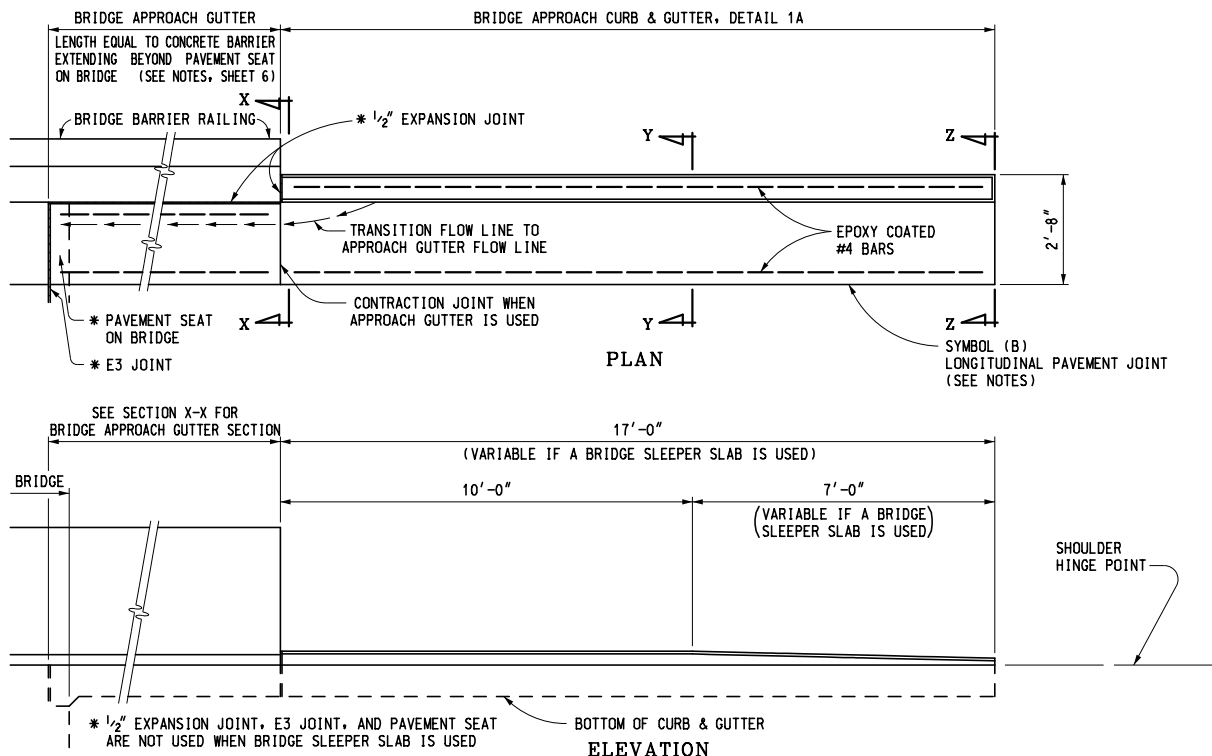 BRIDGE APPROACH GUTTER
BRIDGE APPROACH CURB & GUTTER, DETAIL 1A
LENGTH EQUAL TO CONCRETE BARRIER
EXTENDING BEYOND PAVEMENT SEAT
ON BRIDGE (SEE NOTES, SHEET 6)
X
* 1/2" EXPANSION JOINT
BRIDGE BARRIER RAILING
Y
Z
TRANSITION FLOW LINE TO
APPROACH GUTTER FLOW LINE
EPOXY COATED
#4 BARS
2'-8"
CONTRACTION JOINT WHEN
APPROACH GUTTER IS USED
* PAVEMENT SEAT
ON BRIDGE
X
Y
Z
* E3 JOINT
PLAN
SYMBOL (B)
LONGITUDINAL PAVEMENT JOINT
(SEE NOTES)
SEE SECTION X-X FOR
BRIDGE APPROACH GUTTER SECTION
17'-0"
(VARIABLE IF A BRIDGE SLEEPER SLAB IS USED)
BRIDGE
10'-0"
7'-0"
(VARIABLE IF A BRIDGE
SLEEPER SLAB IS USED)
SHOULDER
HINGE POINT
* 1/2" EXPANSION JOINT, E3 JOINT, AND PAVEMENT SEAT
ARE NOT USED WHEN BRIDGE SLEEPER SLAB IS USED
BOTTOM OF CURB & GUTTER
ELEVATION